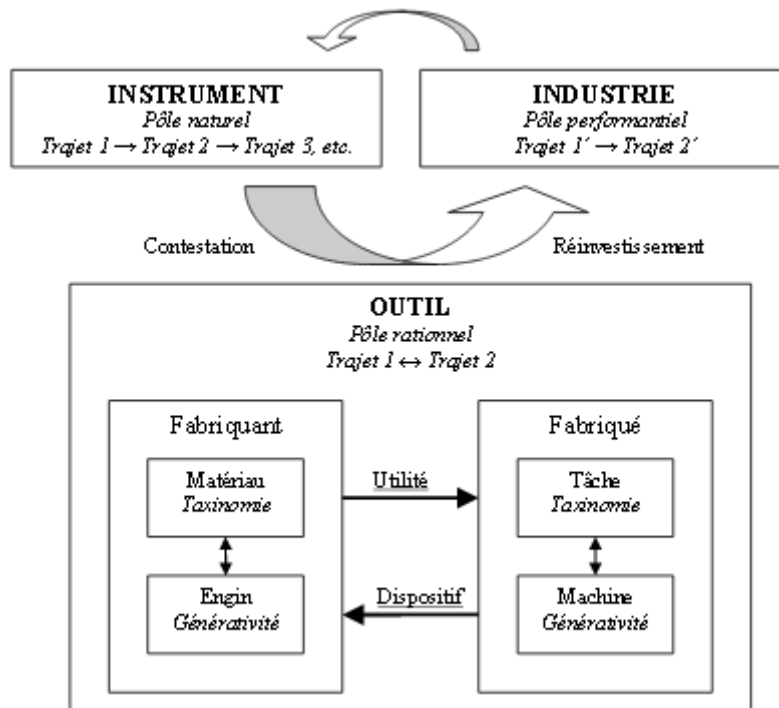 INSTRUMENT
Pôle naturel
Trajet 1 → Trajet 2 → Trajet 3, etc.
INDUSTRIE
Pôle performantiel
Trajet 1´ → Trajet 2´
Contestation
Réinvestissement
OUTIL
Pôle rationnel
Trajet 1 ↔ Trajet 2
Fabriquant
Fabriqué
Matériau
Taxinomie
Utilité
Tâche
Taxinomie
Engin
Générativité
Dispositif
Machine
Générativité